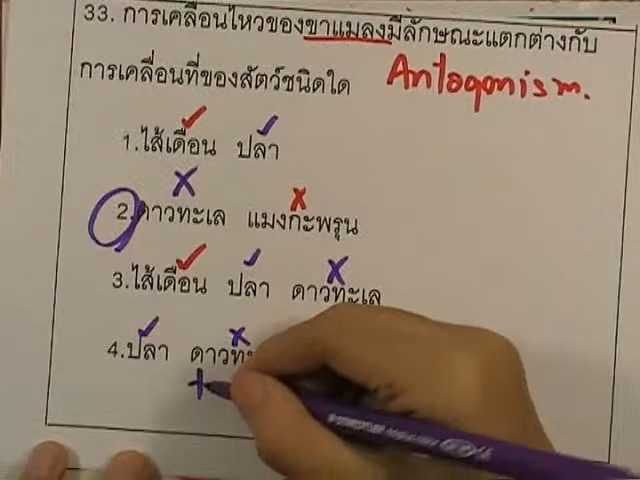 33. การเคลื่อนไหวของขาแมลงมีลักษณะแตกต่างกับ
การเคลื่อนที่ของสัตว์ชนิดใด Antagonism.
1.ไส้เดือน ปลา
2.ดาวทะเล แมงกะพรุน
3.ไส้เดือน ปลา ดาวทะเล
4.ปลา
STAEDTLER